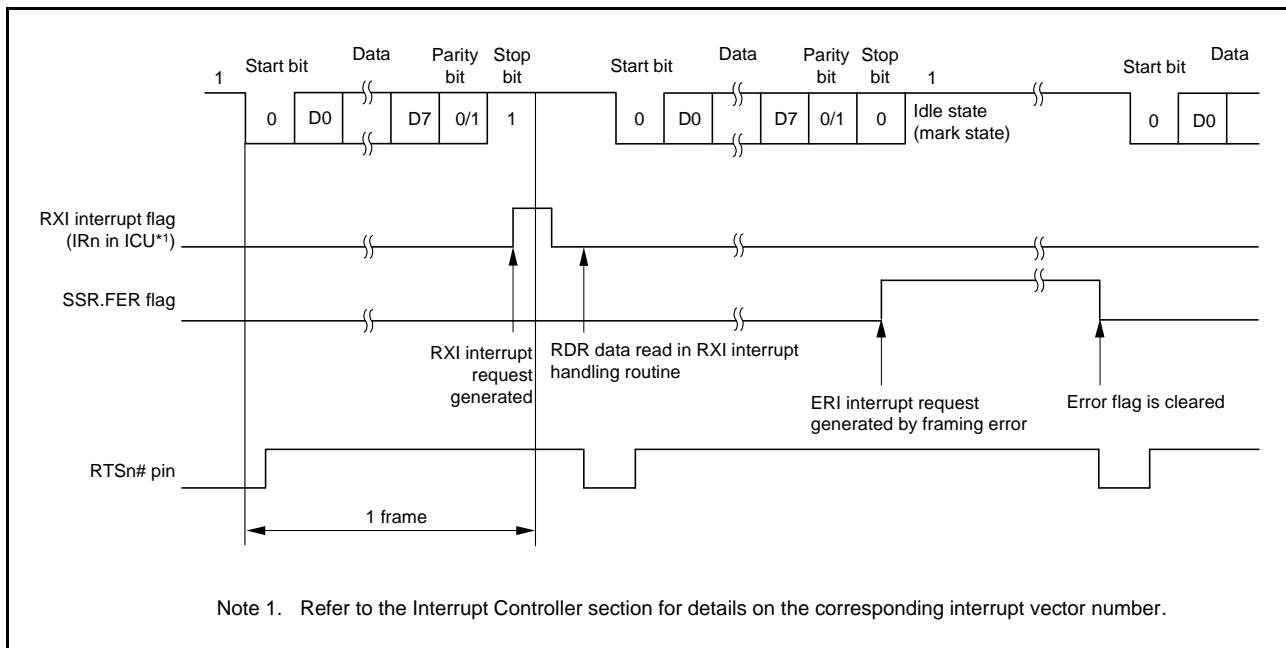 1
Start bit
Data
Parity
bit
Stop
bit
Start bit
Data
Parity
bit
Stop
bit
1
Start bit
Data
0
D0
D7
0/1
1
0
D0
D7
0/1
0
Idle state
(mark state)
0
D0
RXI interrupt flag
(IRn in ICU*1)
SSR.FER flag
RXI interrupt
request
generated
RDR data read in RXI interrupt
handling routine
ERI interrupt request
generated by framing error
Error flag is cleared
RTSn# pin
1 frame
Note 1. Refer to the Interrupt Controller section for details on the corresponding interrupt vector number.